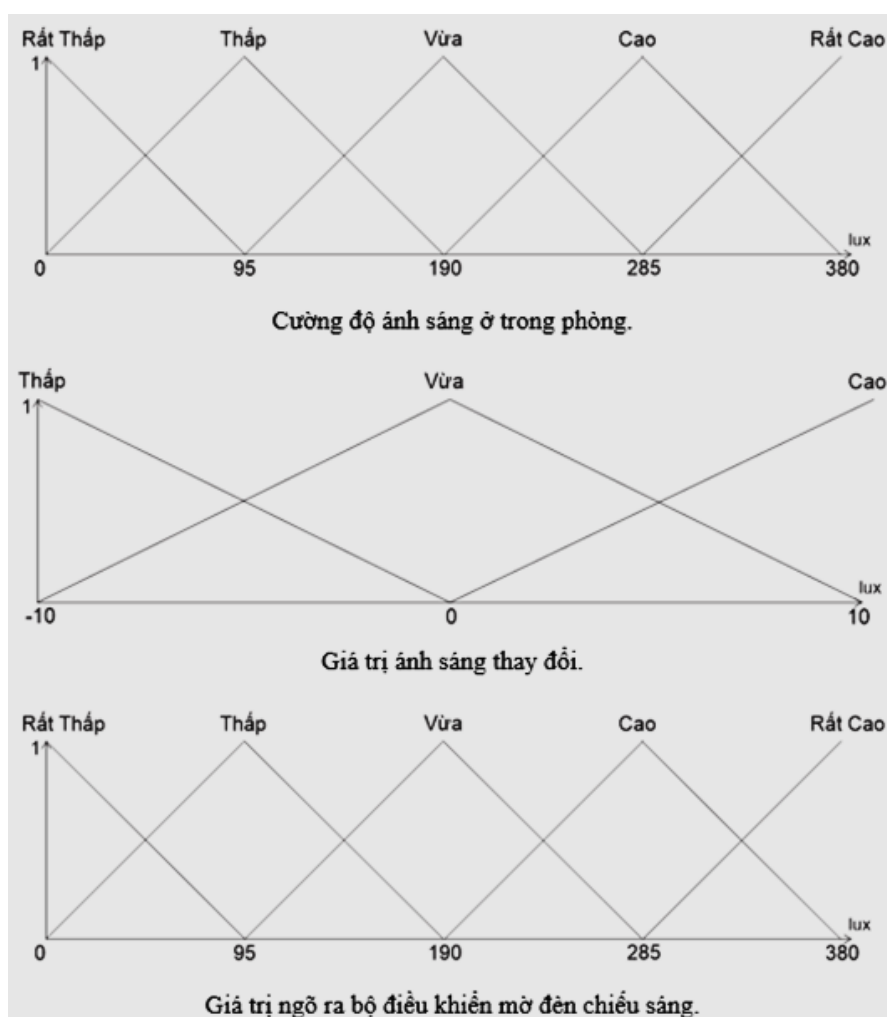 Rất Thấp Thấp Vừa Cao Rất Cao
1
lux
0 95 190 285 380
Cường độ ánh sáng ở trong phòng.
Thấp Vừa Cao
1
lux
-10 0 10
Giá trị ánh sáng thay đổi.
Rất Thấp Thấp Vừa Cao Rất Cao
1
lux
0 95 190 285 380
Giá trị ngõ ra bộ điều khiển mờ đèn chiếu sáng.